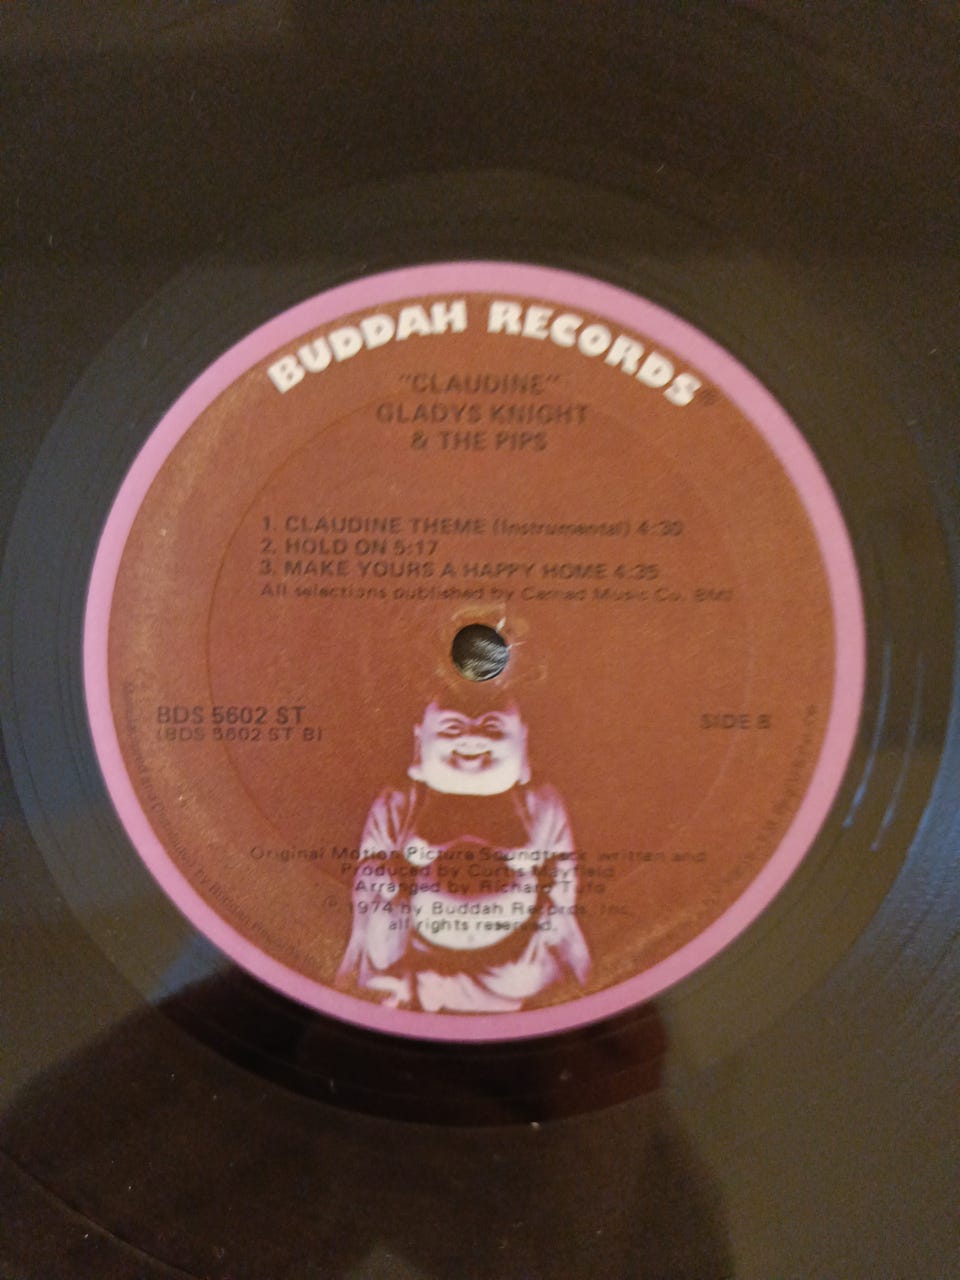 BUDDAH RECORDS®
"CLAUDINE"
GLADYS KNIGHT
& THE PIPS
1. CLAUDINE THEME (Instrumental) 4:30
2. HOLD ON 5:17
3. MAKE YOURS A HAPPY HOME 4:35
All selections published by Camad Music Co. BMI
BDS 5602 ST
(BDS 5602 ST B)
SIDE B
Original Motion Picture Soundtrack written and
Produced by Curtis Mayfield
Arranged by Richard Tufo
℗ 1974 by Buddah Records, Inc.
all rights reserved.